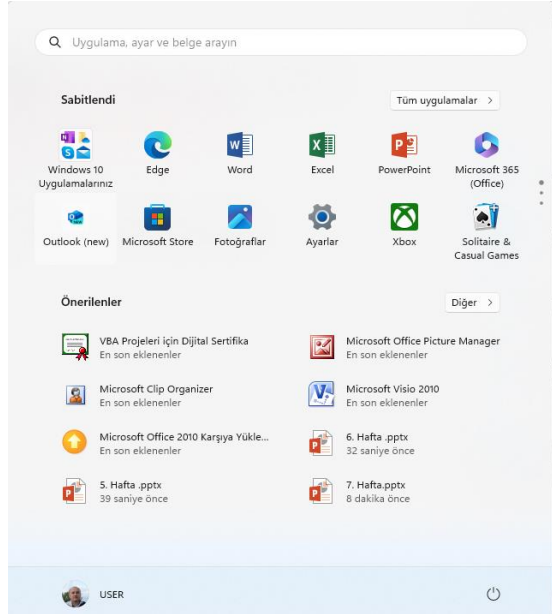 Uygulama, ayar ve belge arayın
Sabitlendi
Tüm uygulamalar
Windows 10 Uygulamalarınız
Edge
Word
Excel
PowerPoint
Microsoft 365 (Office)
Outlook (new)
Microsoft Store
Fotoğraflar
Ayarlar
Xbox
Solitaire & Casual Games
Önerilenler
Diğer
VBA Projeleri için Dijital Sertifika
En son eklenenler
Microsoft Office Picture Manager
En son eklenenler
Microsoft Clip Organizer
En son eklenenler
Microsoft Visio 2010
En son eklenenler
Microsoft Office 2010 Karşıya Yükle...
En son eklenenler
6. Hafta .pptx
32 saniye önce
5. Hafta .pptx
39 saniye önce
7. Hafta.pptx
8 dakika önce
USER